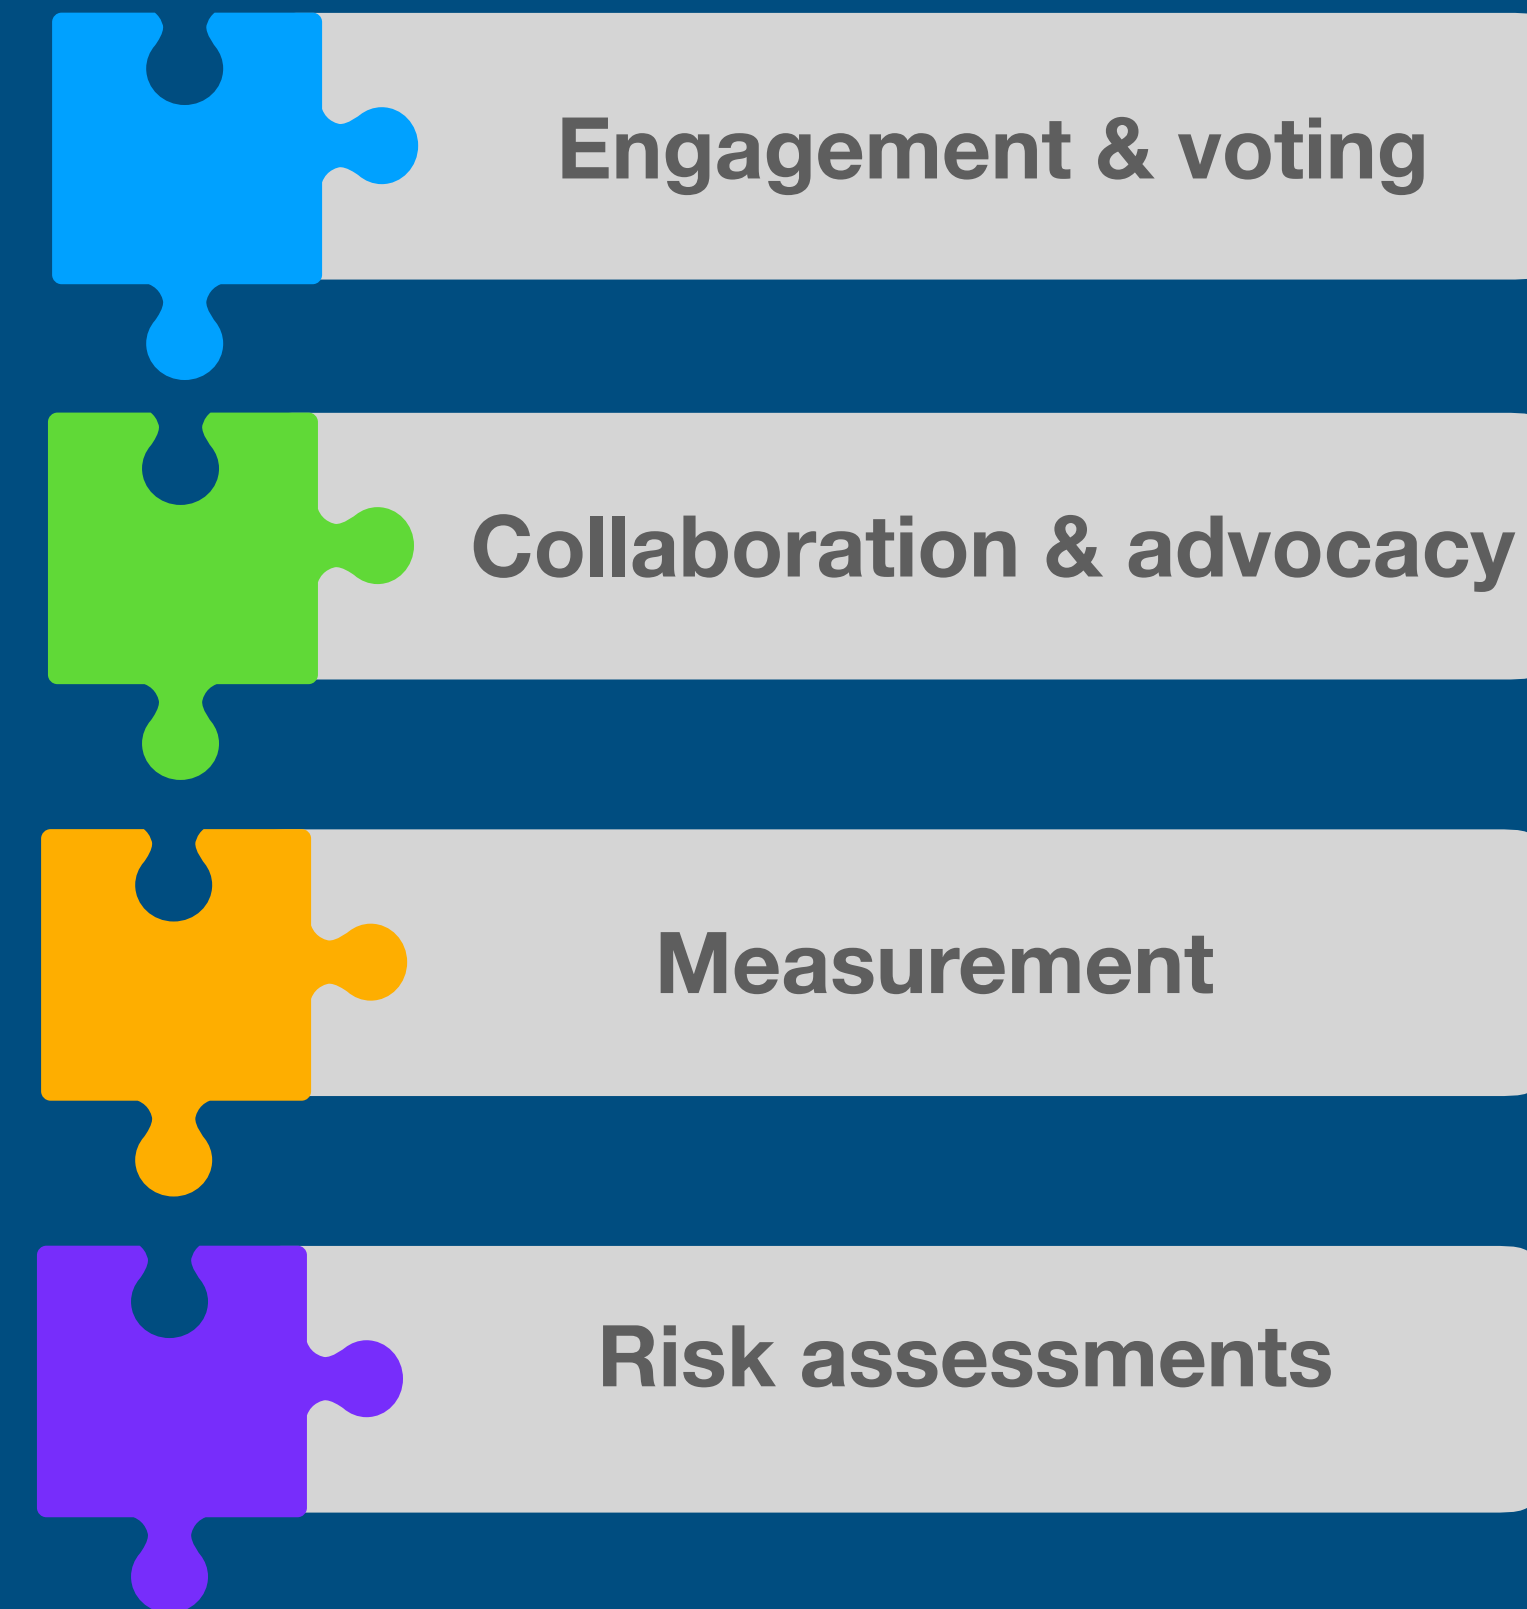 Engagement & voting
Collaboration & advocacy
Measurement
Risk assessments